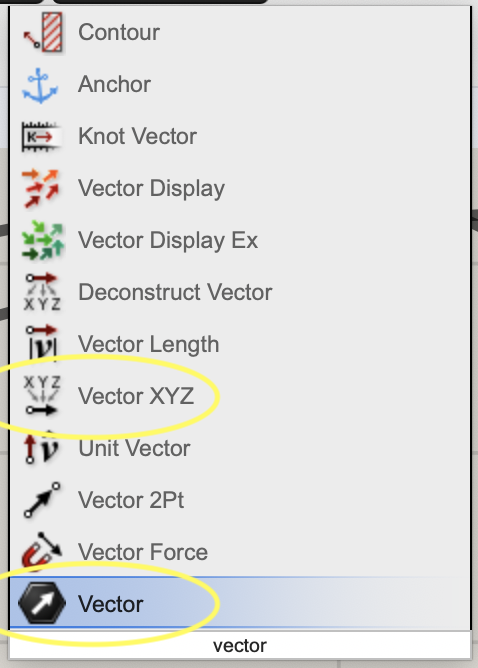 Contour
Anchor
K
Knot Vector
Vector Display
Vector Display Ex
X Y Z
Deconstruct Vector
|v|
Vector Length
X Y Z
Vector XYZ
v̂
Unit Vector
Vector 2Pt
Vector Force
Vector
vector